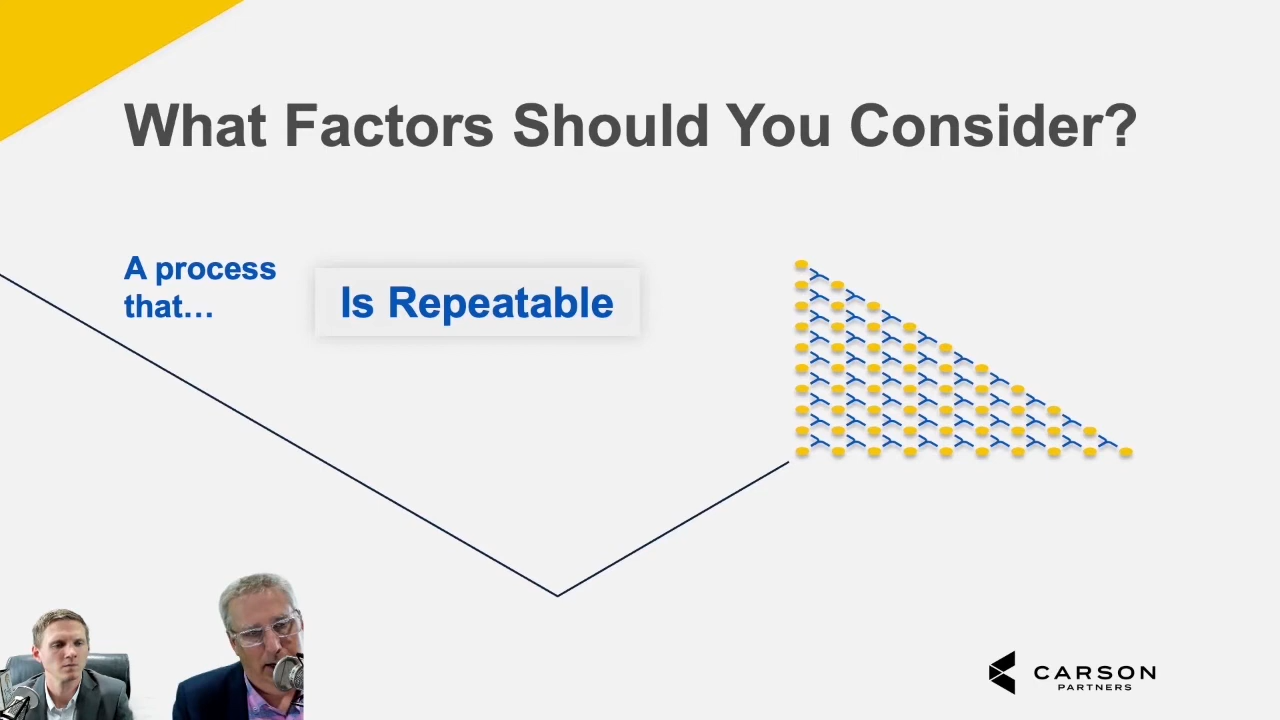 What Factors Should You Consider?
A process
that…
Is Repeatable
CARSON
PARTNERS